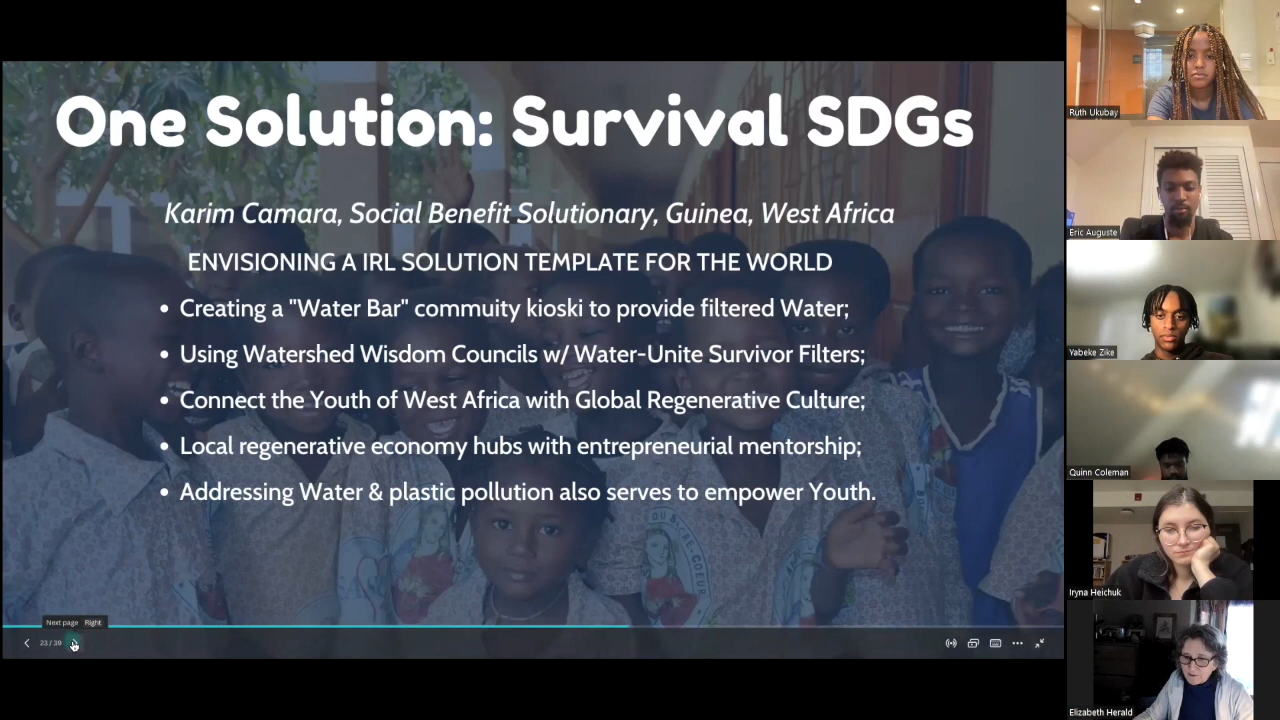 One Solution: Survival SDGs
Karim Camara, Social Benefit Solutionary, Guinea, West Africa
ENVISIONING A IRL SOLUTION TEMPLATE FOR THE WORLD
• Creating a "Water Bar" commuity kioski to provide filtered Water;
• Using Watershed Wisdom Councils w/ Water-Unite Survivor Filters;
• Connect the Youth of West Africa with Global Regenerative Culture;
• Local regenerative economy hubs with entrepreneurial mentorship;
• Addressing Water & plastic pollution also serves to empower Youth.
Next page Right
23 / 39
Ruth Ukubay
Eric Auguste
Yabeke Zike
Quinn Coleman
Iryna Heichuk
Elizabeth Herald